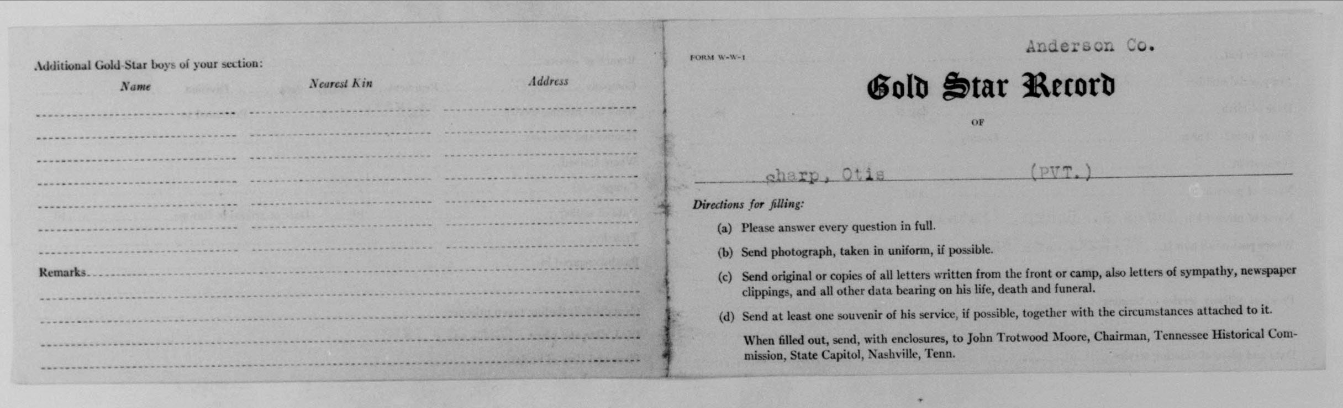 Additional Gold-Star boys of your section:
Name Nearest Kin Address
Remarks
FORM W-W-1
Anderson Co.
Gold Star Record
OF
Sharp, Otis (PVT.)
Directions for filling:
(a) Please answer every question in full.
(b) Send photograph, taken in uniform, if possible.
(c) Send original or copies of all letters written from the front or camp, also letters of sympathy, newspaper
clippings, and all other data bearing on his life, death and funeral.
(d) Send at least one souvenir of his service, if possible, together with the circumstances attached to it.
When filled out, send, with enclosures, to John Trotwood Moore, Chairman, Tennessee Historical Com-
mission, State Capitol, Nashville, Tenn.